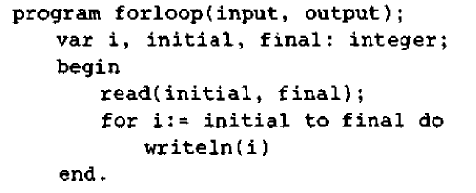 program forloop(input, output);
var i, initial, final: integer;
begin
read(initial, final);
for i:= initial to final do
writeln(i)
end.